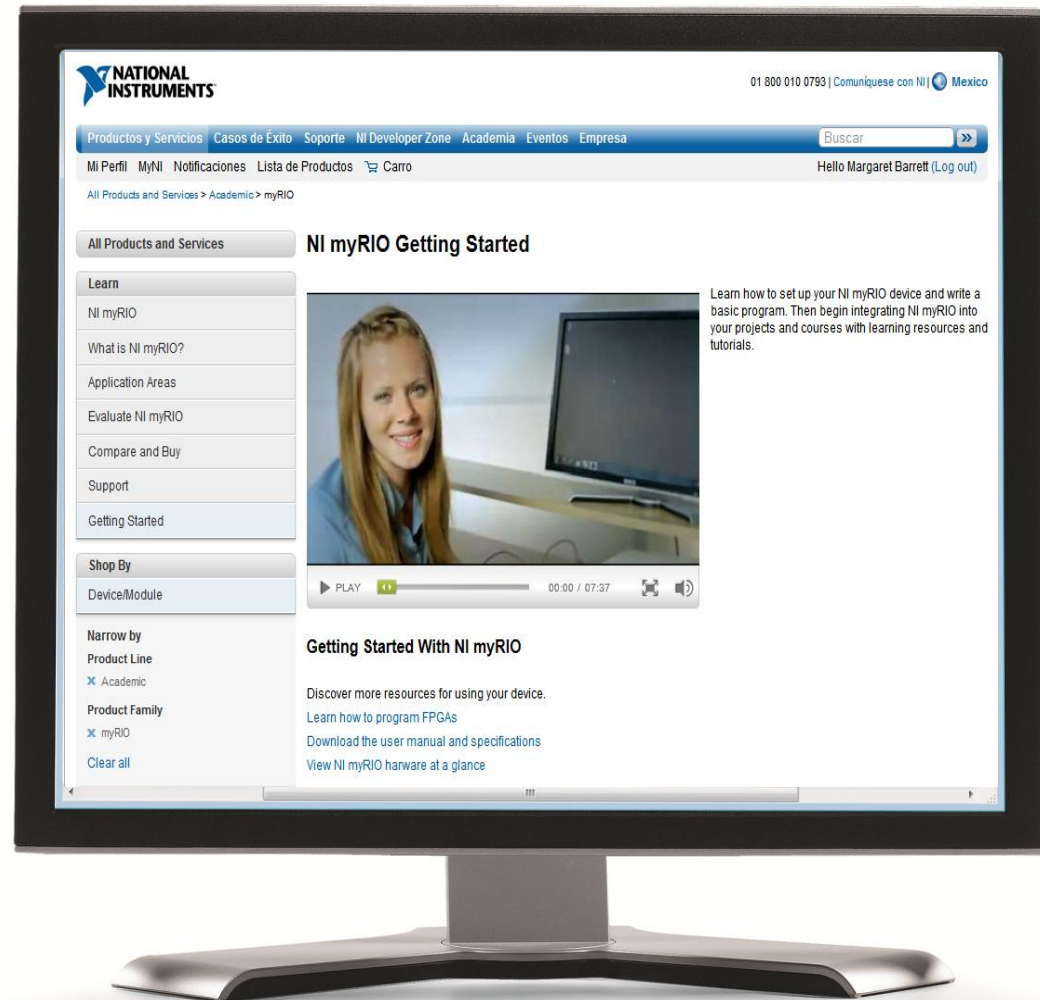 NATIONAL
INSTRUMENTS
01 800 010 0793 | Comuníquese con NI | Mexico
Productos y Servicios Casos de Éxito Soporte NI Developer Zone Academia Eventos Empresa Buscar
Mi Perfil MyNI Notificaciones Lista de Productos Carro Hello Margaret Barrett (Log out)
All Products and Services > Academic > myRIO
All Products and Services
Learn
NI myRIO
What is NI myRIO?
Application Areas
Evaluate NI myRIO
Compare and Buy
Support
Getting Started
Shop By
Device/Module
Narrow by
Product Line
x Academic
Product Family
x myRIO
Clear all
NI myRIO Getting Started
Learn how to set up your NI myRIO device and write a
basic program. Then begin integrating NI myRIO into
your projects and courses with learning resources and
tutorials.
PLAY 00:00 / 07:37
Getting Started With NI myRIO
Discover more resources for using your device.
Learn how to program FPGAs
Download the user manual and specifications
View NI myRIO harware at a glance